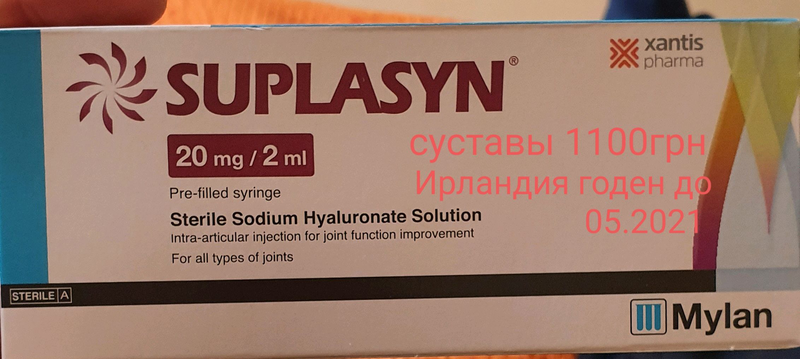 SUPLASYN®
xantis
pharma
20 mg / 2 ml
суставы 1100грн
Ирландия годен до
05.2021
Pre-filled syringe
Sterile Sodium Hyaluronate Solution
Intra-articular injection for joint function improvement
For all types of joints
STERILE A
Mylan